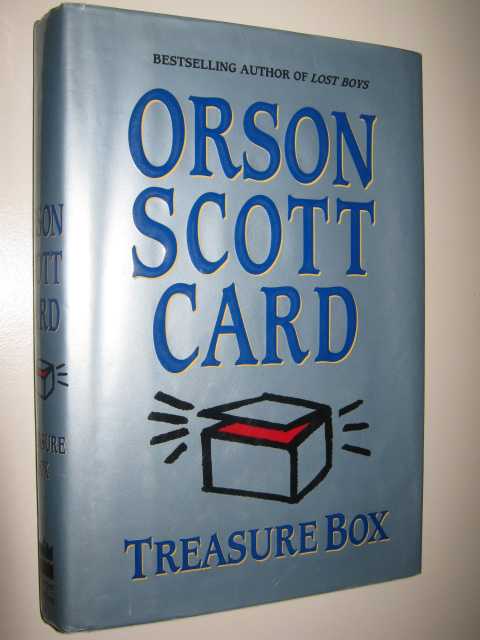 BESTSELLING AUTHOR OF LOST BOYS
ORSON
SCOTT
CARD
TREASURE BOX